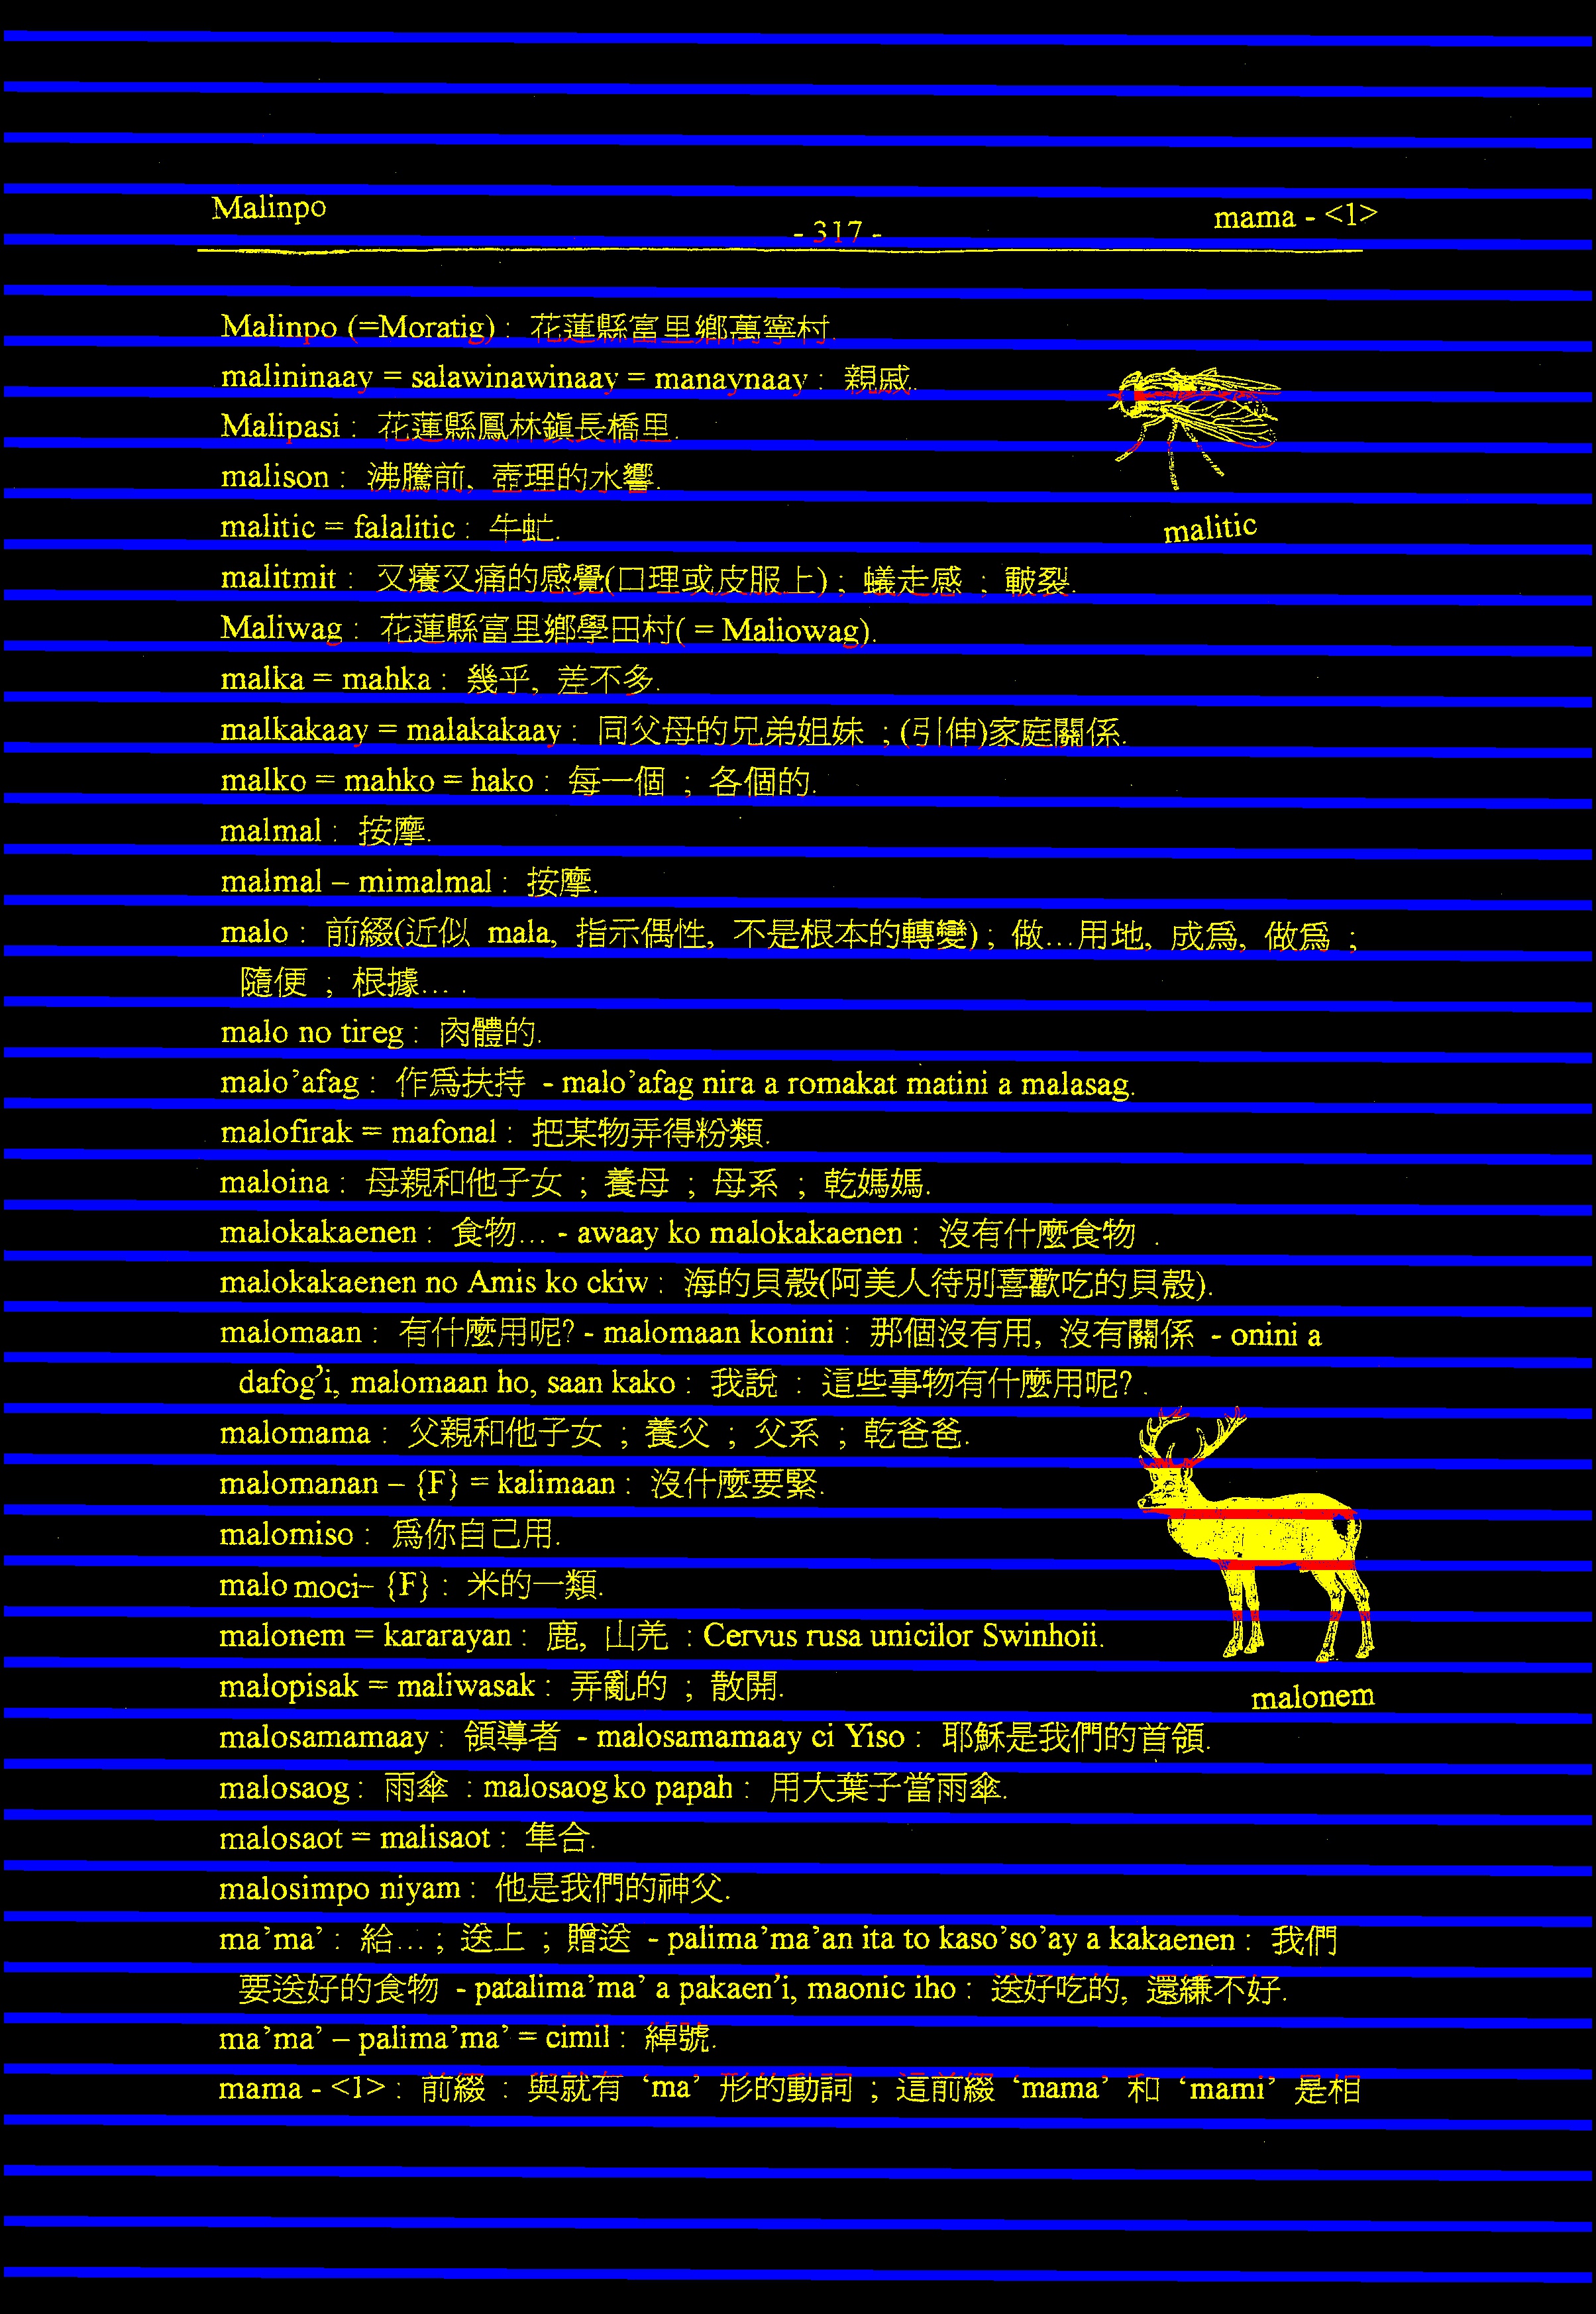 Malinpo
- 317 -
mama - <1>
Malinpo (=Moratig) : 花蓮縣富里鄉萬寧村.
malininaay = salawinawinaay = manaynaay : 親戚.
Malipasi : 花蓮縣鳳林鎮長橋里.
malison : 沸騰前, 壺理的水響.
malitic = falalitic : 牛虻.
malitic
malitmit : 又癢又痛的感覺(口理或皮服上) ; 蟻走感 ; 皸裂.
Maliwag : 花蓮縣富里鄉學田村( = Maliowag).
malka = mahka : 幾乎, 差不多.
malkakaay = malakakaay : 同父母的兄弟姐妹 ; (引伸)家庭關係.
malko = mahko = hako : 每一個 ; 各個的.
malmal : 按摩.
malmal – mimalmal : 按摩.
malo : 前綴(近似 mala, 指示偶性, 不是根本的轉變) ; 做...用地, 成爲, 做爲 ;
隨便 ; 根據... .
malo no tireg : 肉體的.
malo’afag : 作爲扶持 - malo’afag nira a romakat matini a malasag.
malofirak = mafonal : 把某物弄得粉類.
maloina : 母親和他子女 ; 養母 ; 母系 ; 乾媽媽.
malokakaenen : 食物... - awaay ko malokakaenen : 沒有什麼食物 .
malokakaenen no Amis ko ckiw : 海的貝殼(阿美人待別喜歡吃的貝殼).
malomaan : 有什麼用呢? - malomaan konini : 那個沒有用, 沒有關係 - onini a
dafog’i, malomaan ho, saan kako : 我說 : 這些事物有什麼用呢? .
malomama : 父親和他子女 ; 養父 ; 父系 ; 乾爸爸.
malomanan – {F} = kalimaan : 沒什麼要緊.
malomiso : 爲你自己用.
malo moci– {F} : 米的一類.
malonem = kararayan : 鹿, 山羌 : Cervus rusa unicilor Swinhoii.
malopisak = maliwasak : 弄亂的 ; 散開.
malonem
malosamamaay : 領導者 - malosamamaay ci Yiso : 耶穌是我們的首領.
malosaog : 雨傘 : malosaog ko papah : 用大葉子當雨傘.
malosaot = malisaot : 隼合.
malosimpo niyam : 他是我們的神父.
ma’ma’ : 給... ; 送上 ; 贈送 - palima’ma’an ita to kaso’so’ay a kakaenen : 我們
要送好的食物 - patalima’ma’ a pakaen’i, maonic iho : 送好吃的, 還縑不好.
ma’ma’ – palima’ma’ = cimil : 綽號.
mama - <1> : 前綴 : 與就有 ‘ma’ 形的動詞 ; 這前綴 ‘mama’ 和 ‘mami’ 是相